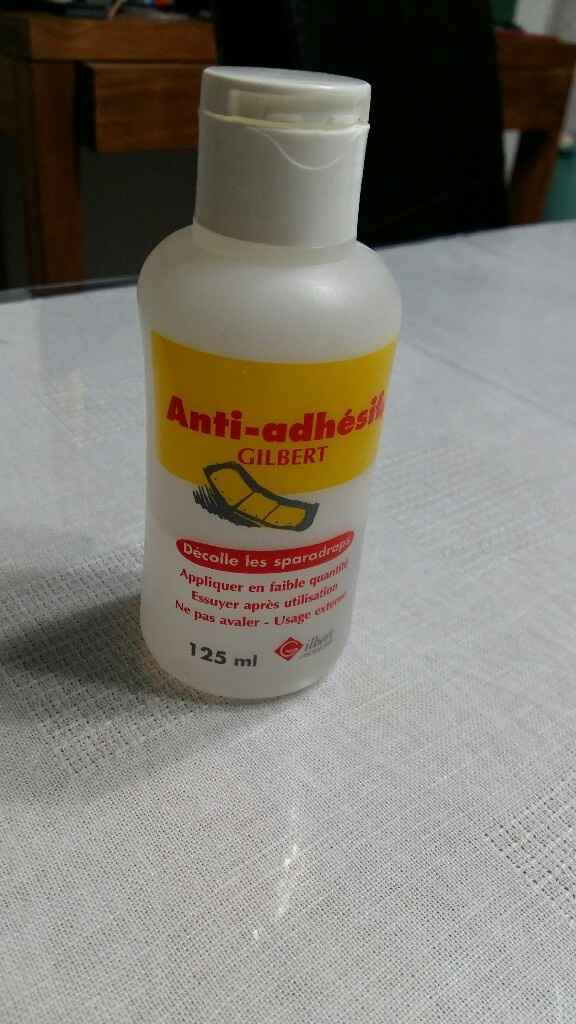 Anti-adhésif
GILBERT
Décolle les sparadraps
Appliquer en faible quantité
Essuyer après utilisation
Ne pas avaler - Usage externe
125 ml
Gilbert